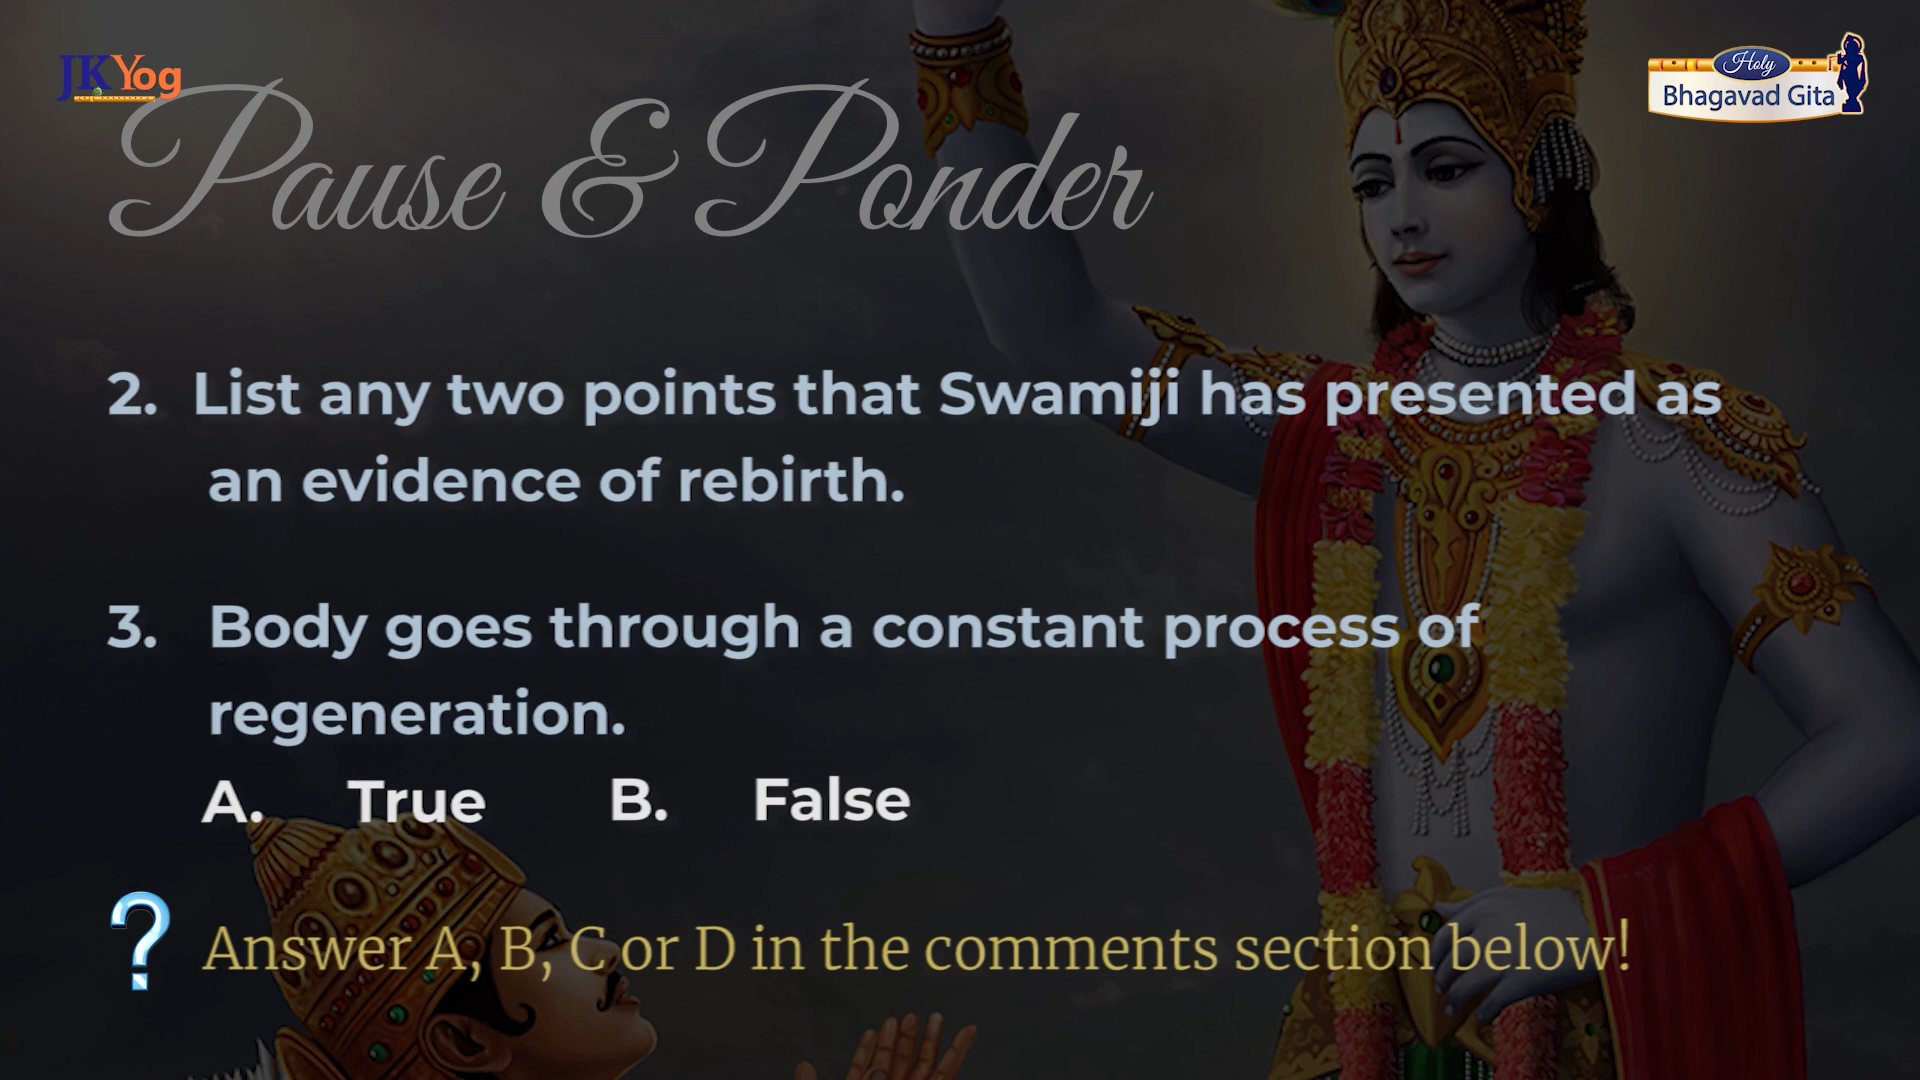 JKYog
Holy
Bhagavad Gita
Pause & Ponder
2. List any two points that Swamiji has presented as
an evidence of rebirth.
3. Body goes through a constant process of
regeneration.
A. True B. False
? Answer A, B, C or D in the comments section below!